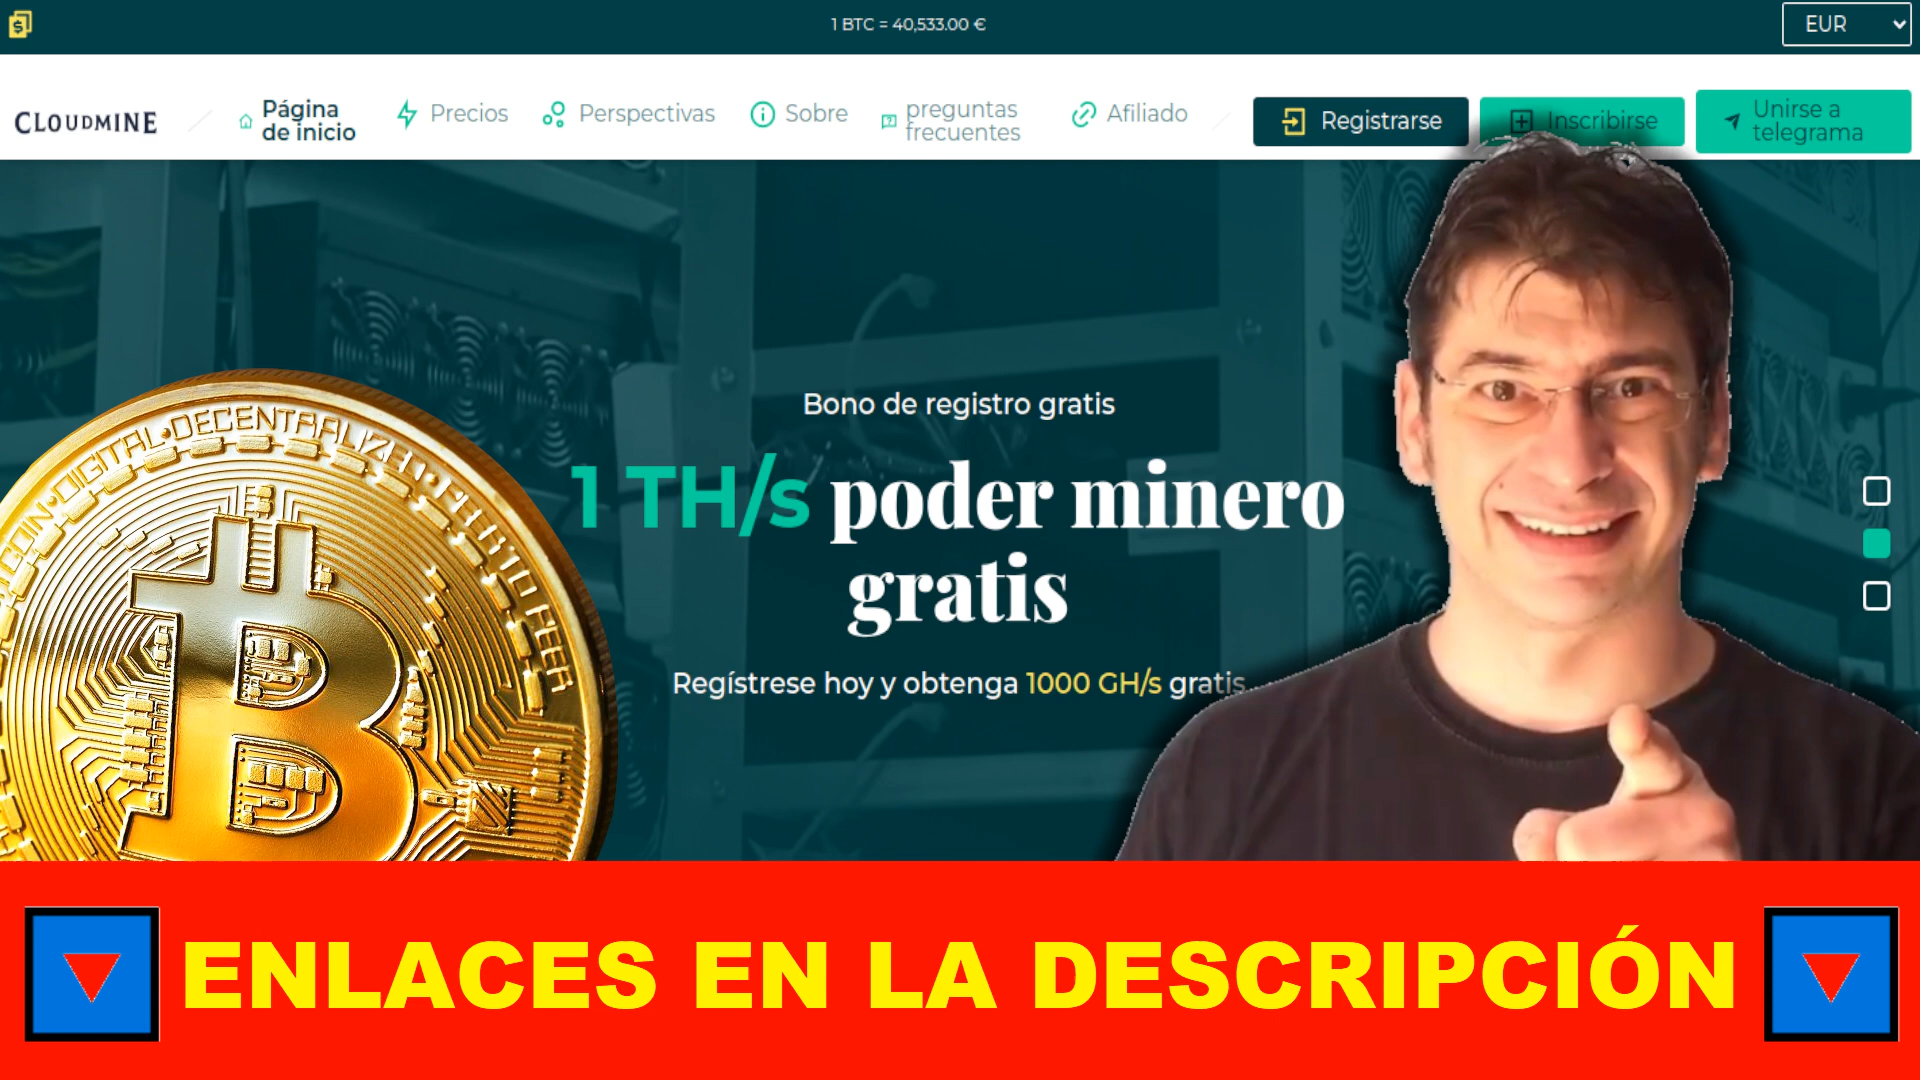 1 BTC = 40,533.00 €
EUR
CLOUDMINE
Página
de inicio
Precios
Perspectivas
Sobre
preguntas
frecuentes
Afiliado
Registrarse
Inscribirse
Unirse a
telegrama
Bono de registro gratis
1 TH/s poder minero
gratis
Regístrese hoy y obtenga 1000 GH/s gratis
DIGITAL•DECENTRALIZED
ENLACES EN LA DESCRIPCIÓN